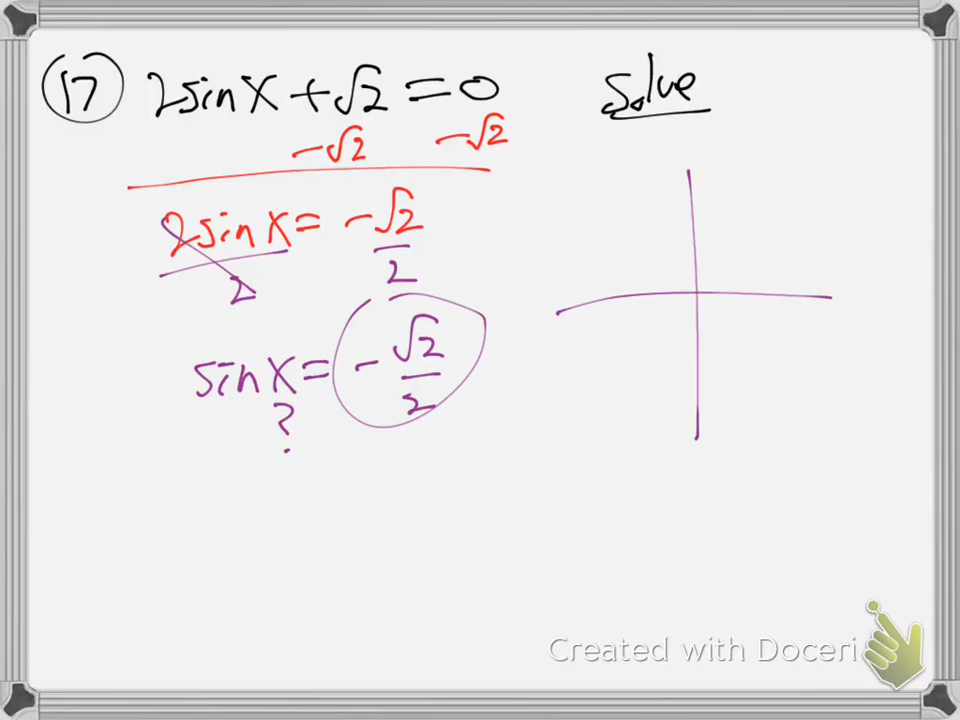 17 2sinx + √2 = 0 solve
-√2 -√2
2sinx = -√2
2 2
sinx = - √2/2
?
Created with Doceri